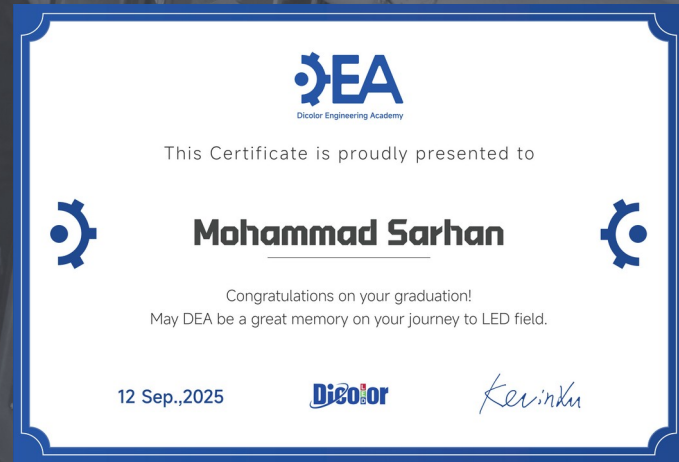 DEA
Dicolor Engineering Academy
This Certificate is proudly presented to
Mohammad Sarhan
Congratulations on your graduation!
May DEA be a great memory on your journey to LED field.
12 Sep.,2025
Dicolor